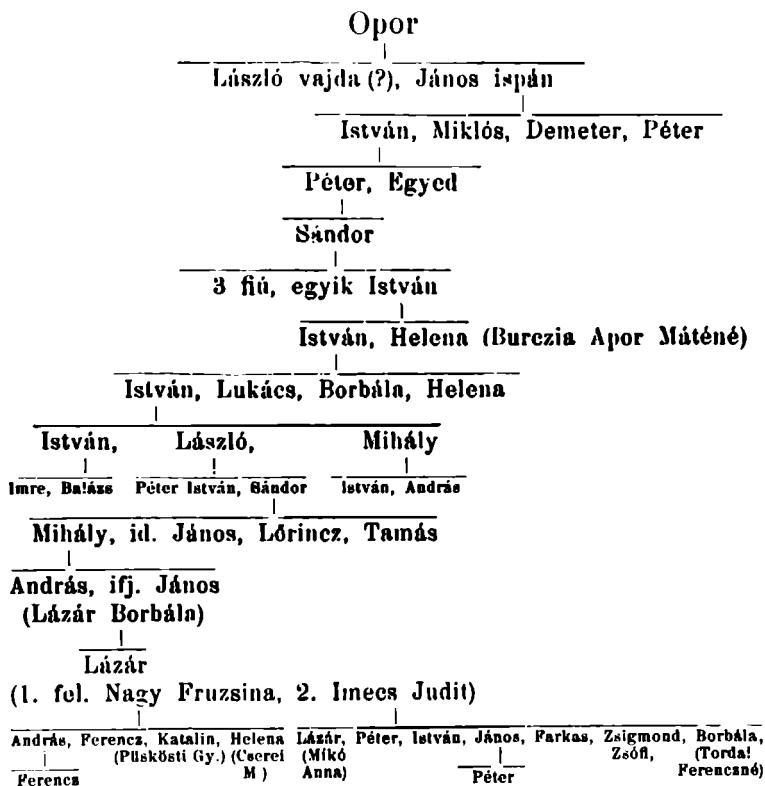 Opor
László vajda (?), János ispán
István, Miklós, Demeter, Péter
Péter, Egyed
Sándor
3 fiú, egyik István
István, Helena (Burczia Apor Máténé)
István, Lukács, Borbála, Helena
István, László, Mihály
Imre, Balázs Péter István, Sándor István, András
Mihály, id. János, Lőrincz, Tamás
András, ifj. János
(Lázár Borbála)
Lázár
(1. fel. Nagy Fruzsina, 2. Imecs Judit)
András, Ferencz, Katalin, Helena Lázár, Péter, István, János, Farkas, Zsigmond, Borbála,
(Püskösti Gy.) (Cserei (Mikó Zsófi, (Torda!
M ) Anna) Ferenczné)
Ferencz Péter